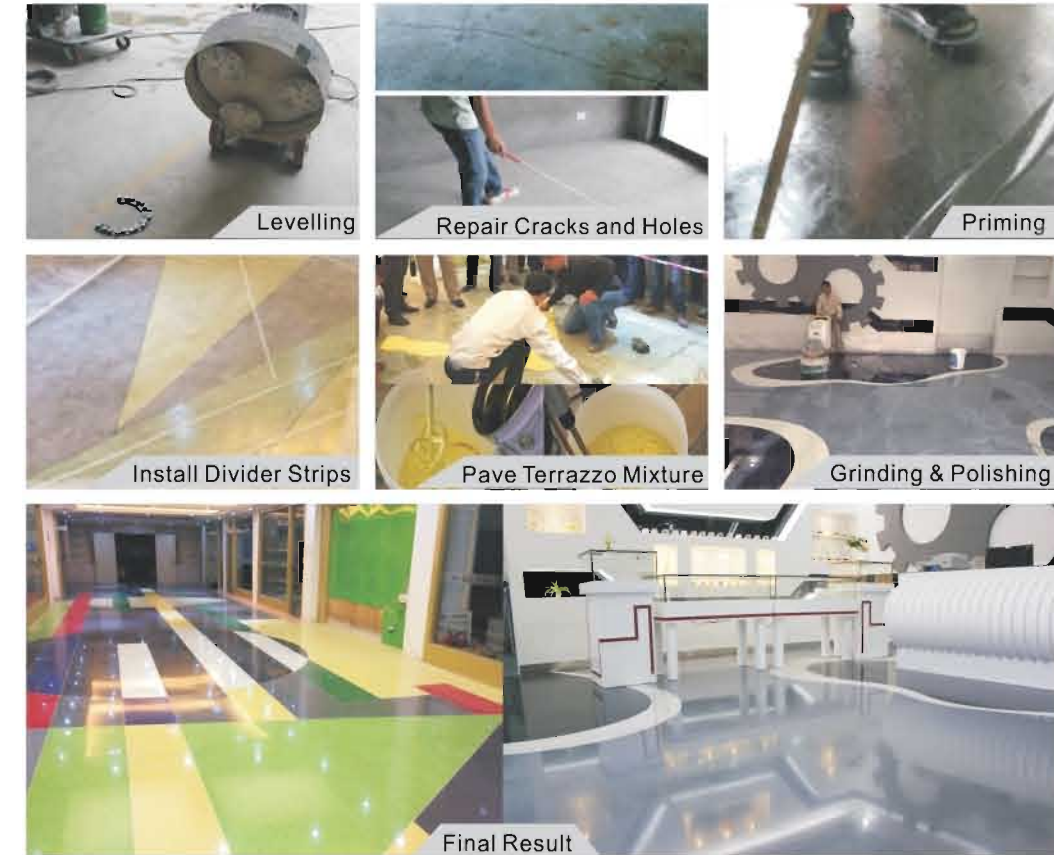 Levelling
Repair Cracks and Holes
Priming
Install Divider Strips
Pave Terrazzo Mixture
Grinding & Polishing
Final Result